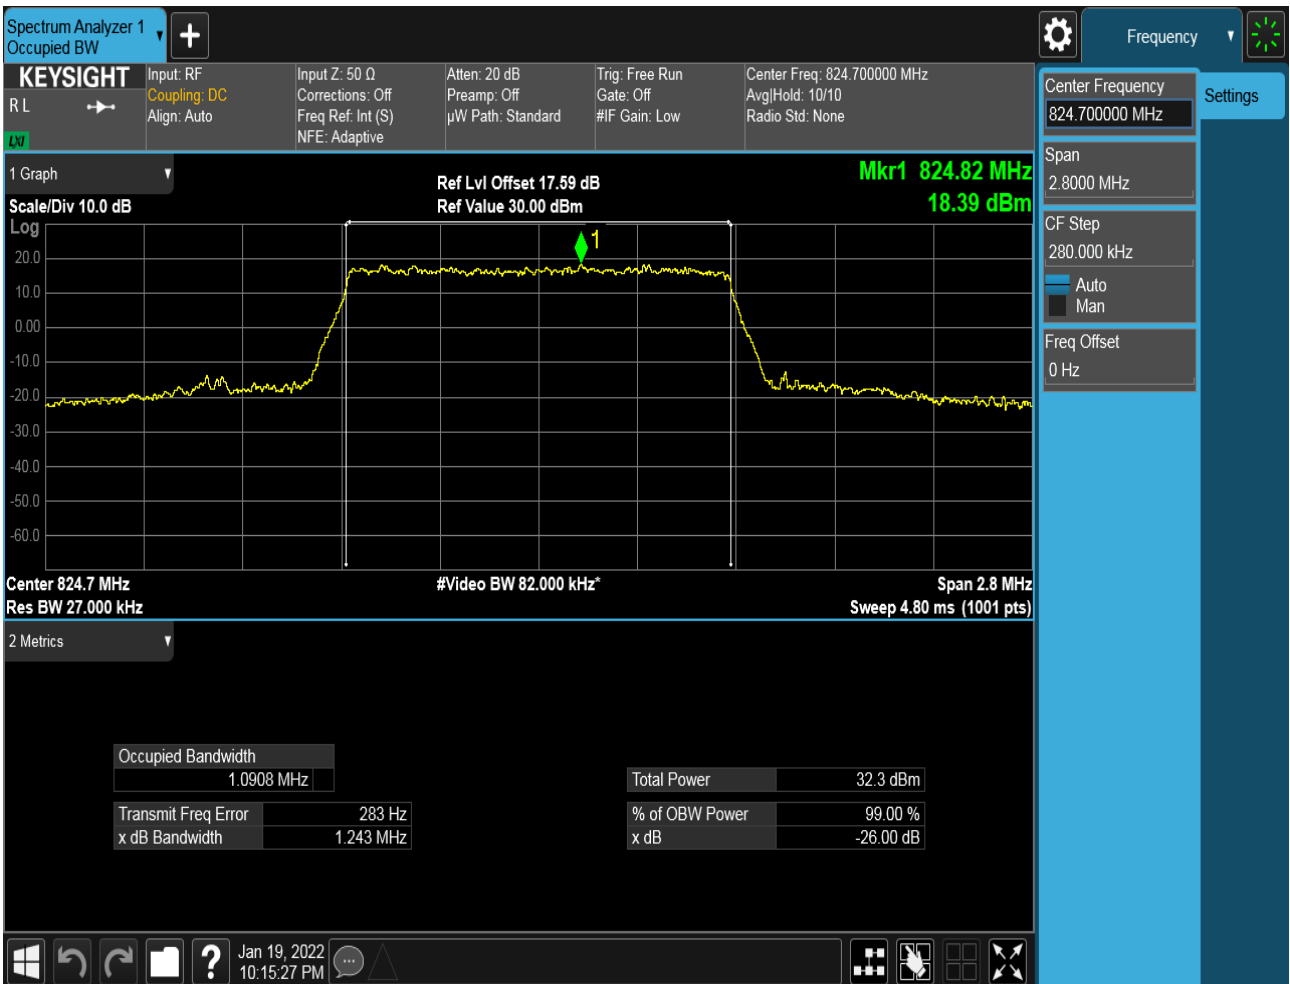 Spectrum Analyzer 1
Occupied BW
+
Frequency
KEYSIGHT
R L
LXI
Input: RF
Coupling: DC
Align: Auto
Input Z: 50 Ω
Corrections: Off
Freq Ref: Int (S)
NFE: Adaptive
Atten: 20 dB
Preamp: Off
µW Path: Standard
Trig: Free Run
Gate: Off
#IF Gain: Low
Center Freq: 824.700000 MHz
Avg|Hold: 10/10
Radio Std: None
Center Frequency
824.700000 MHz
Settings
Span
2.8000 MHz
CF Step
280.000 kHz
Auto
Man
Freq Offset
0 Hz
1 Graph
Scale/Div 10.0 dB
Ref Lvl Offset 17.59 dB
Ref Value 30.00 dBm
Mkr1 824.82 MHz
18.39 dBm
Log
1
20.0
10.0
0.00
-10.0
-20.0
-30.0
-40.0
-50.0
-60.0
Center 824.7 MHz
#Video BW 82.000 kHz*
Span 2.8 MHz
Res BW 27.000 kHz
Sweep 4.80 ms (1001 pts)
2 Metrics
Occupied Bandwidth
1.0908 MHz
Total Power 32.3 dBm
Transmit Freq Error 283 Hz
% of OBW Power 99.00 %
x dB Bandwidth 1.243 MHz
x dB -26.00 dB
?
Jan 19, 2022
10:15:27 PM